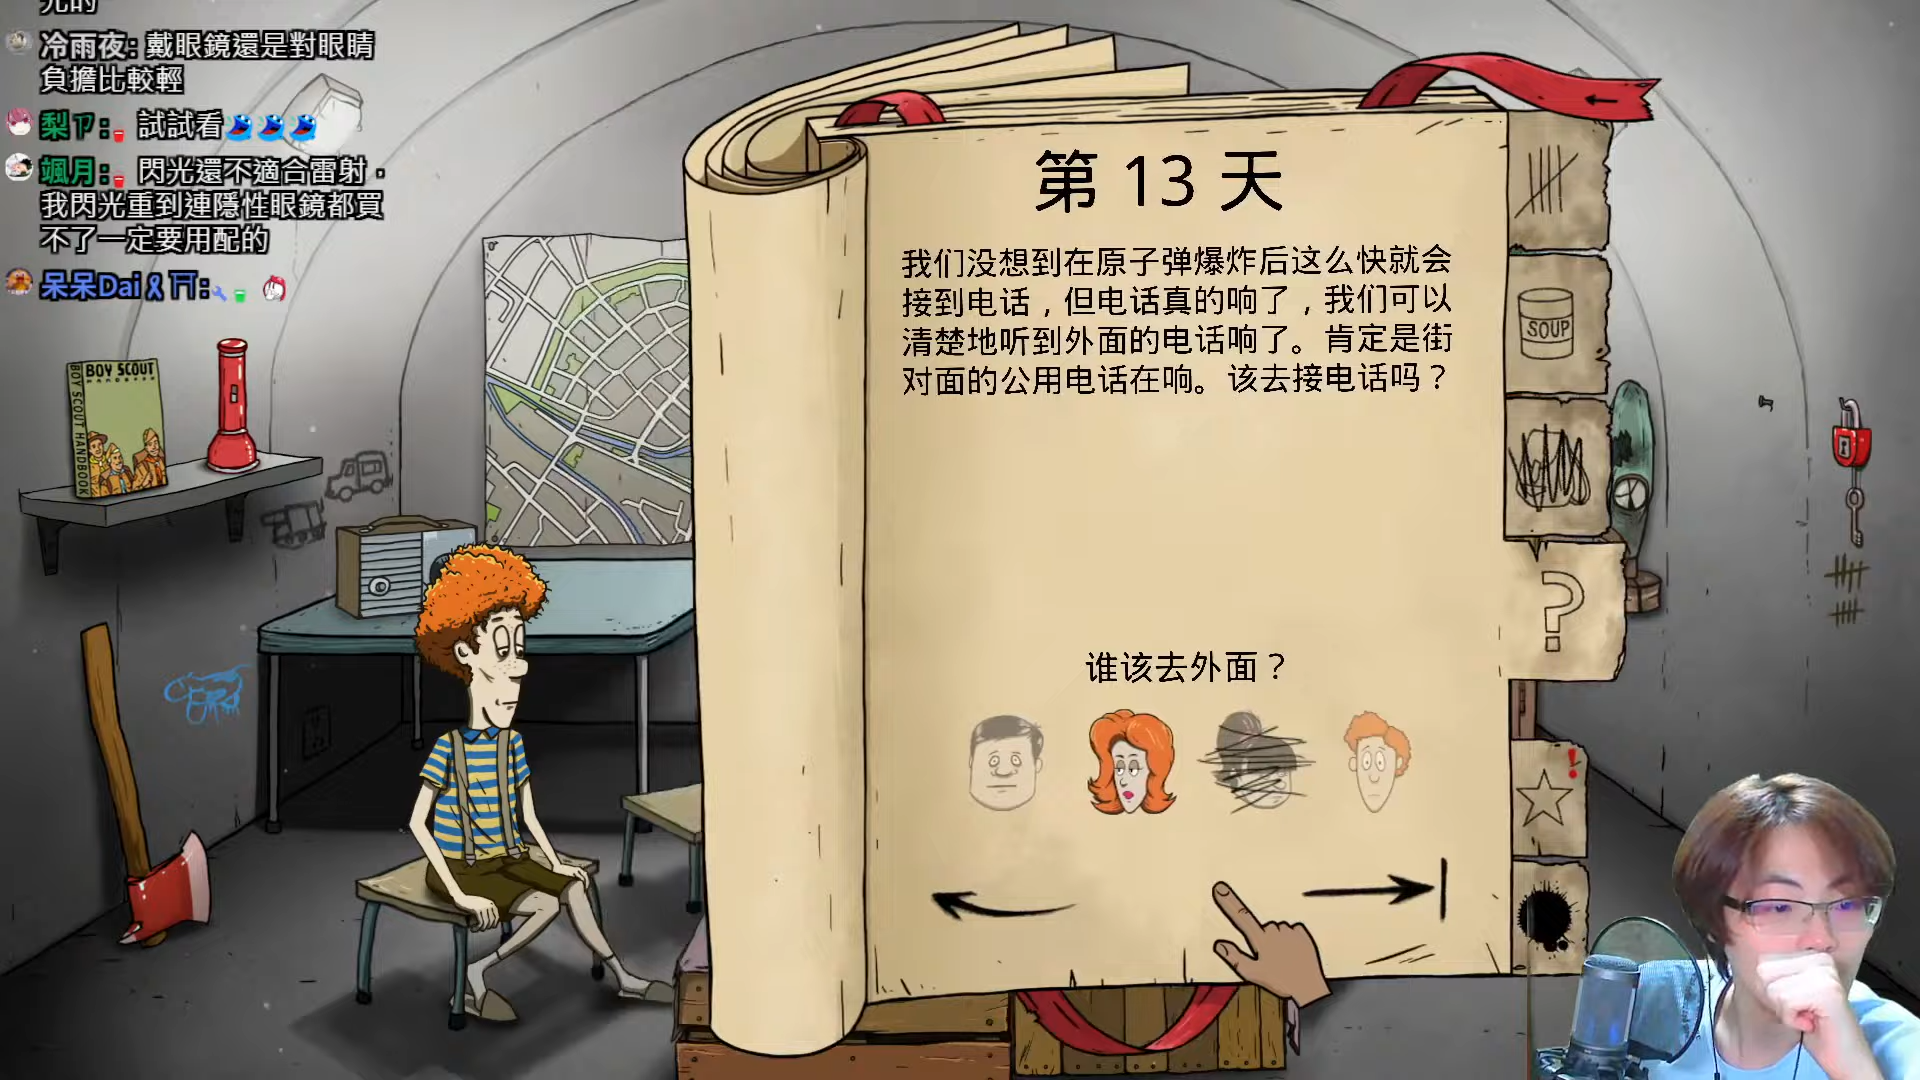 光的
冷雨夜: 戴眼鏡還是對眼睛
負擔比較輕
梨ㄗ: 試試看
颯月: 閃光還不適合雷射，
我閃光重到連隱性眼鏡都買
不了一定要用配的
呆呆Dai
BOY SCOUT
HANDBOOK
BOY SCOUT HANDBOOK
第 13 天
我们没想到在原子弹爆炸后这么快就会
接到电话，但电话真的响了，我们可以
清楚地听到外面的电话响了。肯定是街
对面的公用电话在响。该去接电话吗？
SOUP
?
谁该去外面？
!